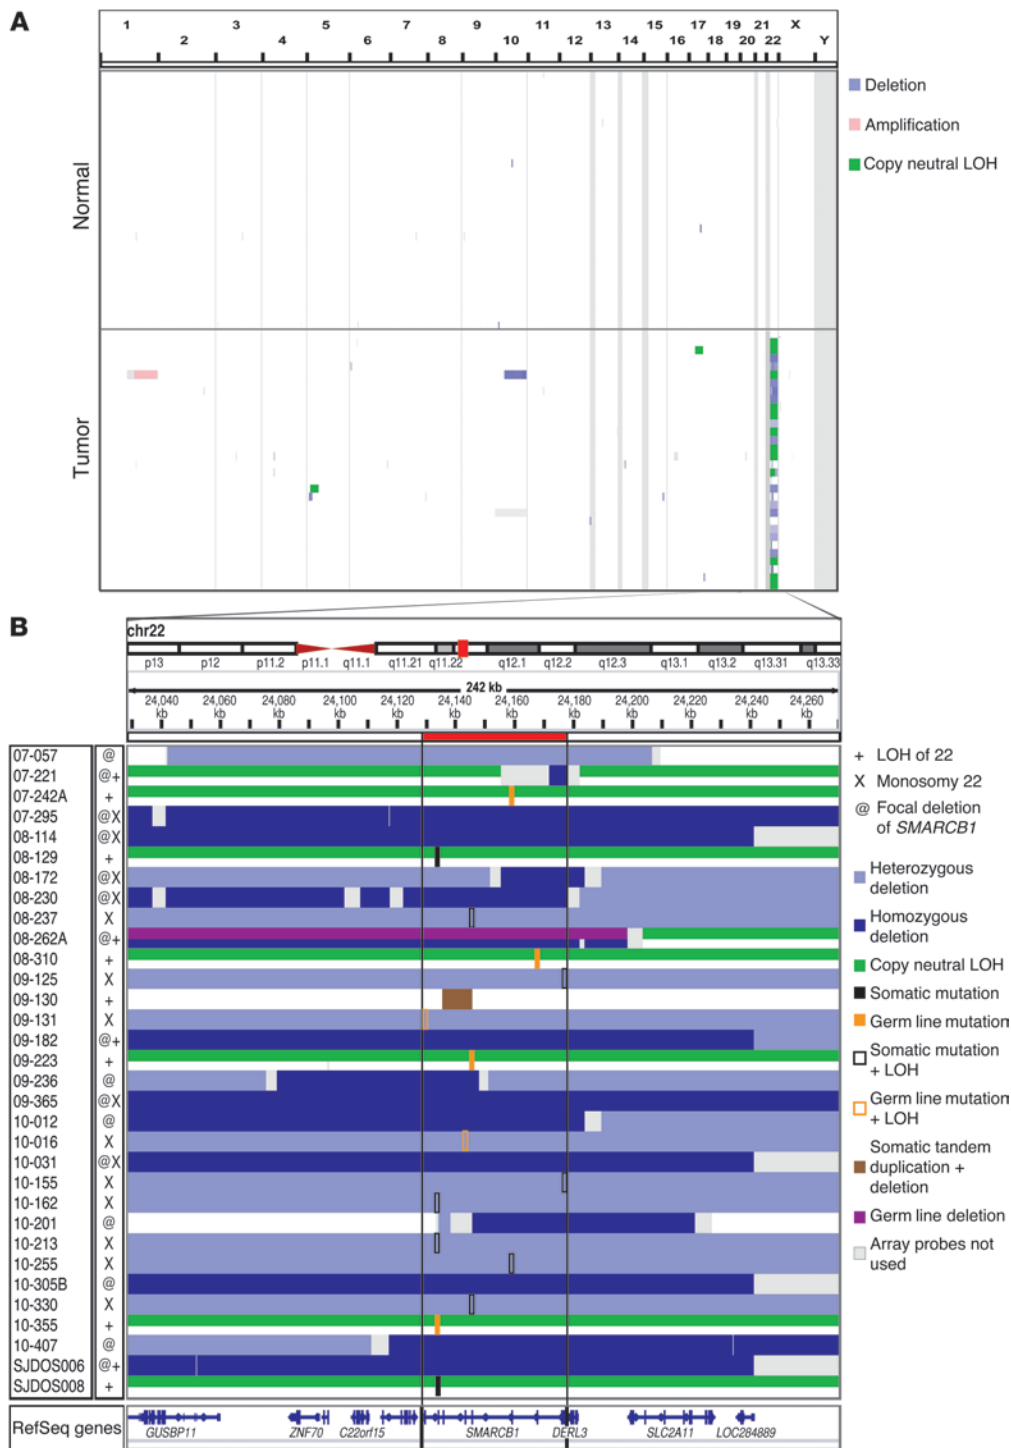 A
1 3 5 7 9 11 13 15 17 19 21 X
2 4 6 8 10 12 14 16 18 20 22 Y
Normal
Tumor
Deletion
Amplification
Copy neutral LOH
B
chr22
p13 p12 p11.2 p11.1 q11.1 q11.21 q11.22 q12.1 q12.2 q12.3 q13.1 q13.2 q13.31 q13.33
242 kb
24,040 24,060 24,080 24,100 24,120 24,140 24,160 24,180 24,200 24,220 24,240 24,260
kb kb kb kb kb kb kb kb kb kb kb kb
07-057 @
07-221 @+
07-242A +
07-295 @X
08-114 @X
08-129 +
08-172 @X
08-230 @X
08-237 X
08-262A @+
08-310 +
09-125 X
09-130 +
09-131 X
09-182 @+
09-223 +
09-236 @
09-365 @X
10-012 @
10-016 X
10-031 @X
10-155 X
10-162 X
10-201 @
10-213 X
10-255 X
10-305B @
10-330 X
10-355 +
10-407 @
SJDOS006 @+
SJDOS008 +
+ LOH of 22
X Monosomy 22
@ Focal deletion
of SMARCB1
Heterozygous
deletion
Homozygous
deletion
Copy neutral LOH
Somatic mutation
Germ line mutation
Somatic mutation
+ LOH
Germ line mutation
+ LOH
Somatic tandem
duplication +
deletion
Germ line deletion
Array probes not
used
RefSeq genes
GUSBP11 ZNF70 C22orf15 SMARCB1 DERL3 SLC2A11 LOC284889